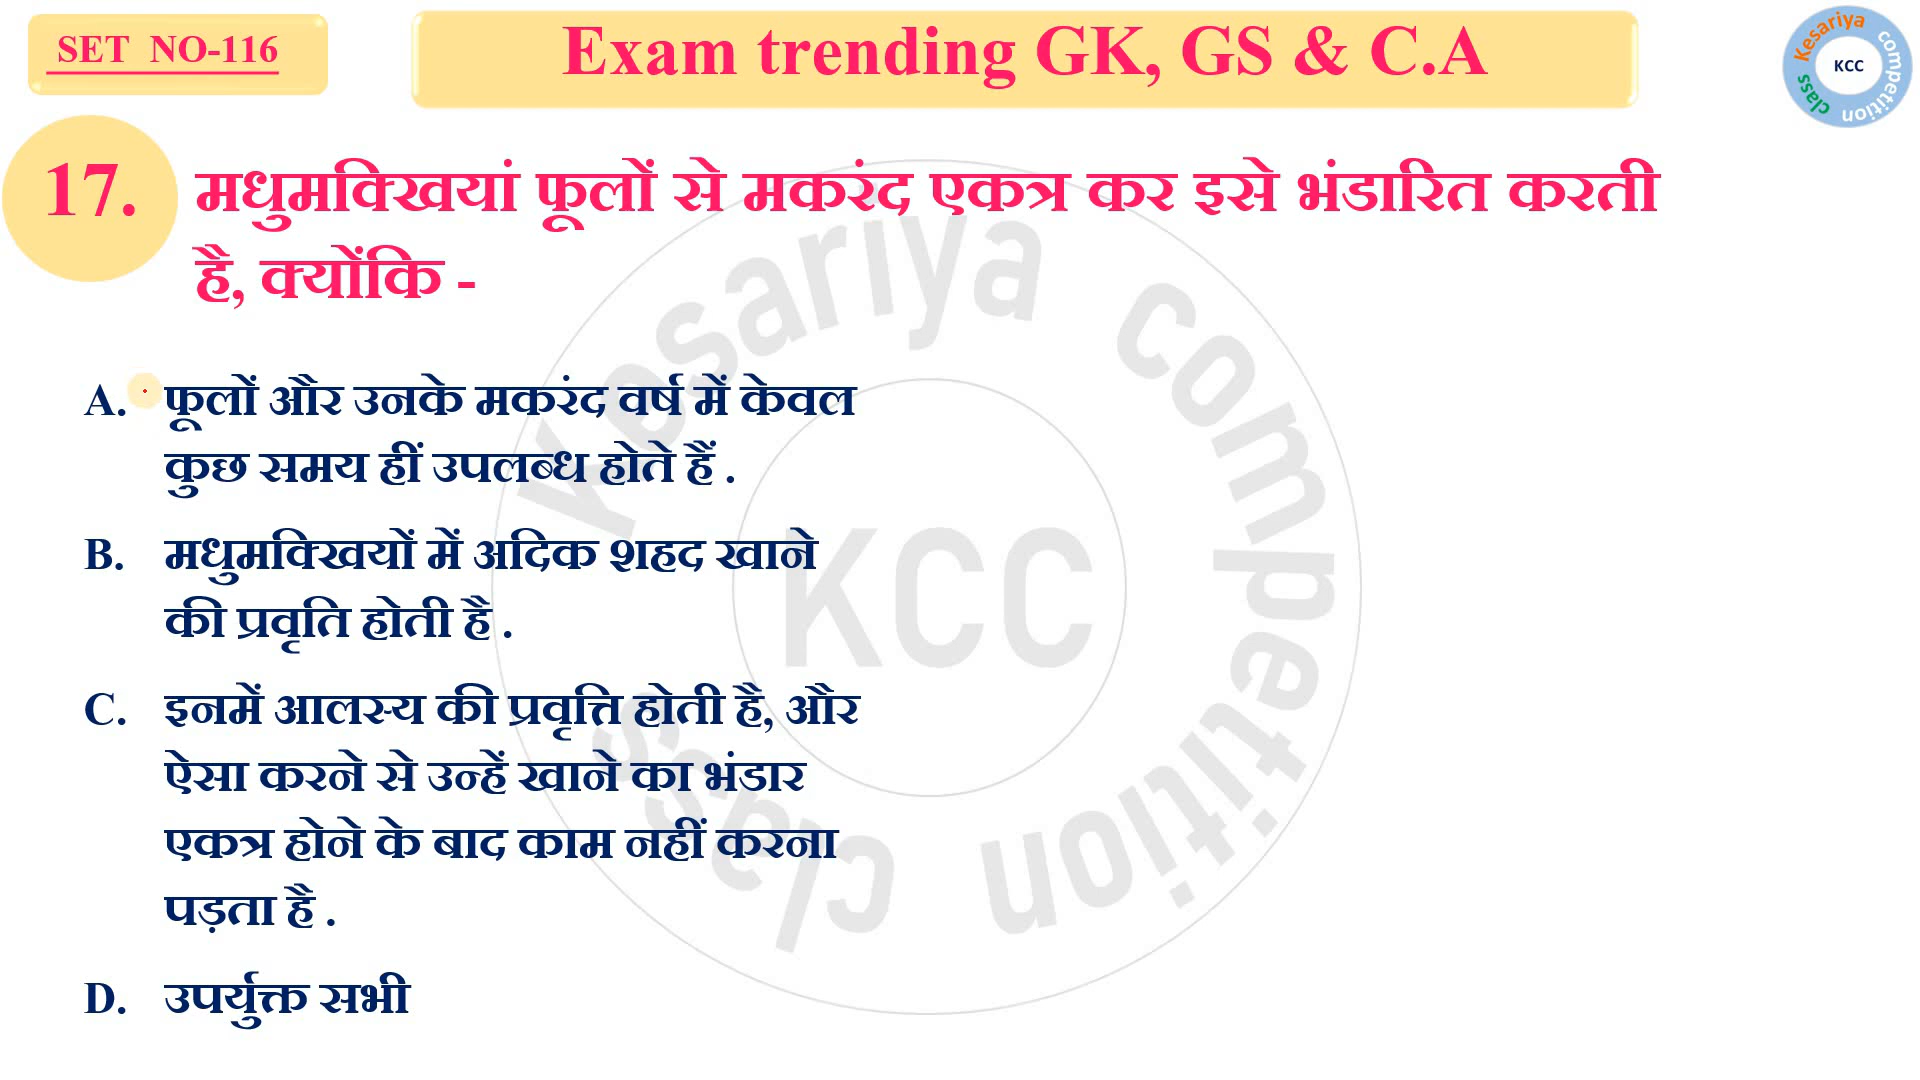 SET NO-116
Exam trending GK, GS & C.A
Kesariya competition class
KCC
17. मधुमक्खियां फूलों से मकरंद एकत्र कर इसे भंडारित करती
है, क्योंकि -
A. फूलों और उनके मकरंद वर्ष में केवल
कुछ समय हीं उपलब्ध होते हैं .
B. मधुमक्खियों में अदिक शहद खाने
की प्रवृति होती है .
C. इनमें आलस्य की प्रवृत्ति होती है, और
ऐसा करने से उन्हें खाने का भंडार
एकत्र होने के बाद काम नहीं करना
पड़ता है .
D. उपर्युक्त सभी
Kesariya competition class
KCC